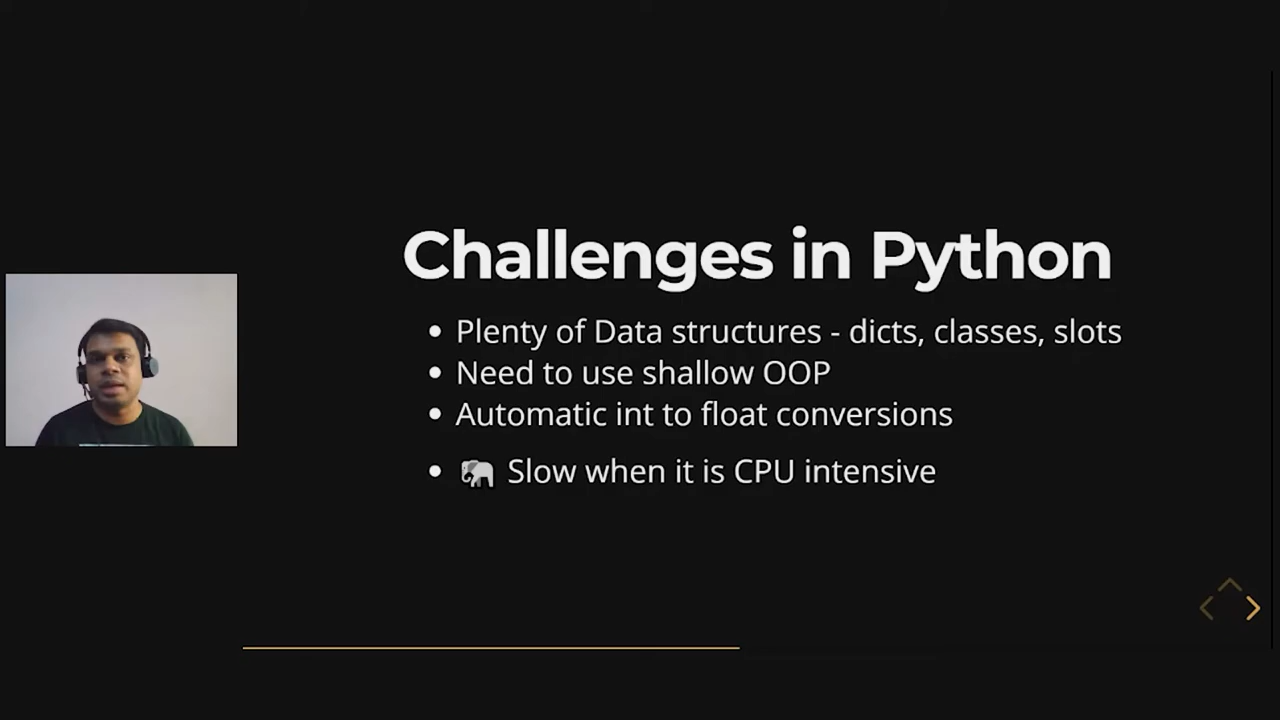 Challenges in Python
Plenty of Data structures - dicts, classes, slots
Need to use shallow OOP
Automatic int to float conversions
🐘 Slow when it is CPU intensive